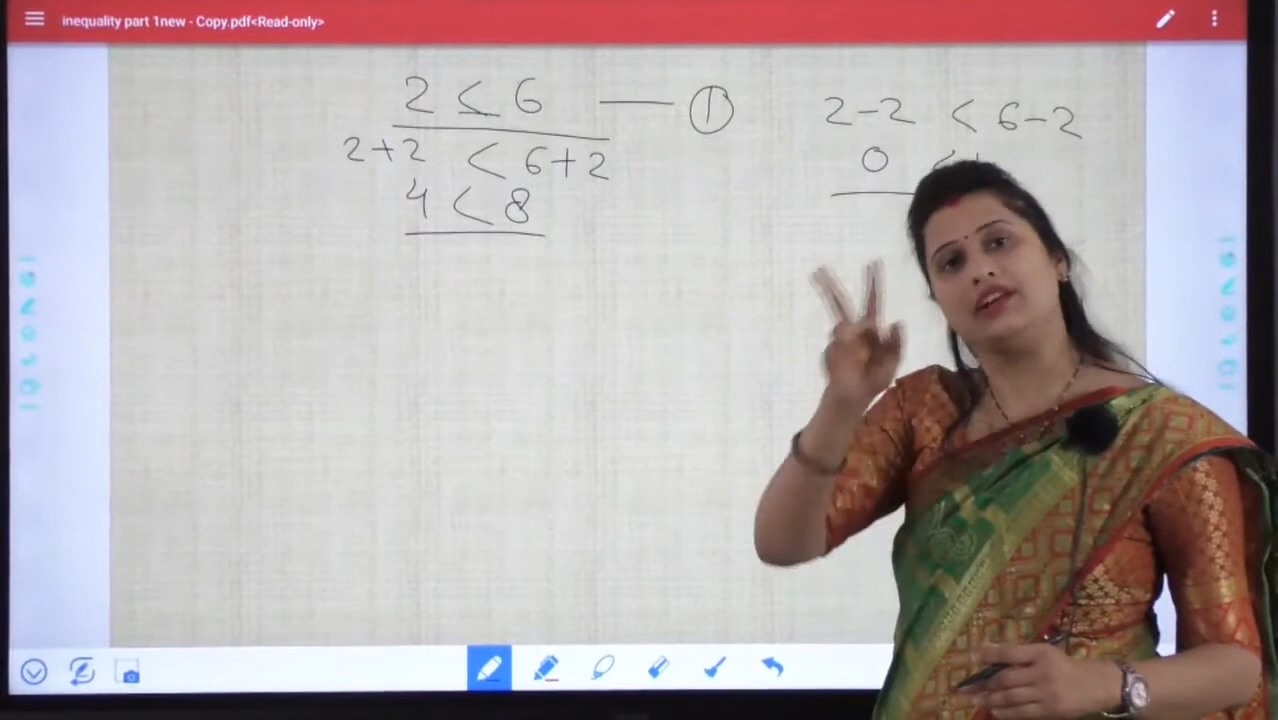 inequality part 1new - Copy.pdf<Read-only>
2 ≤ 6 — ①
2+2 < 6+2
4 < 8
2-2 < 6-2
0 <